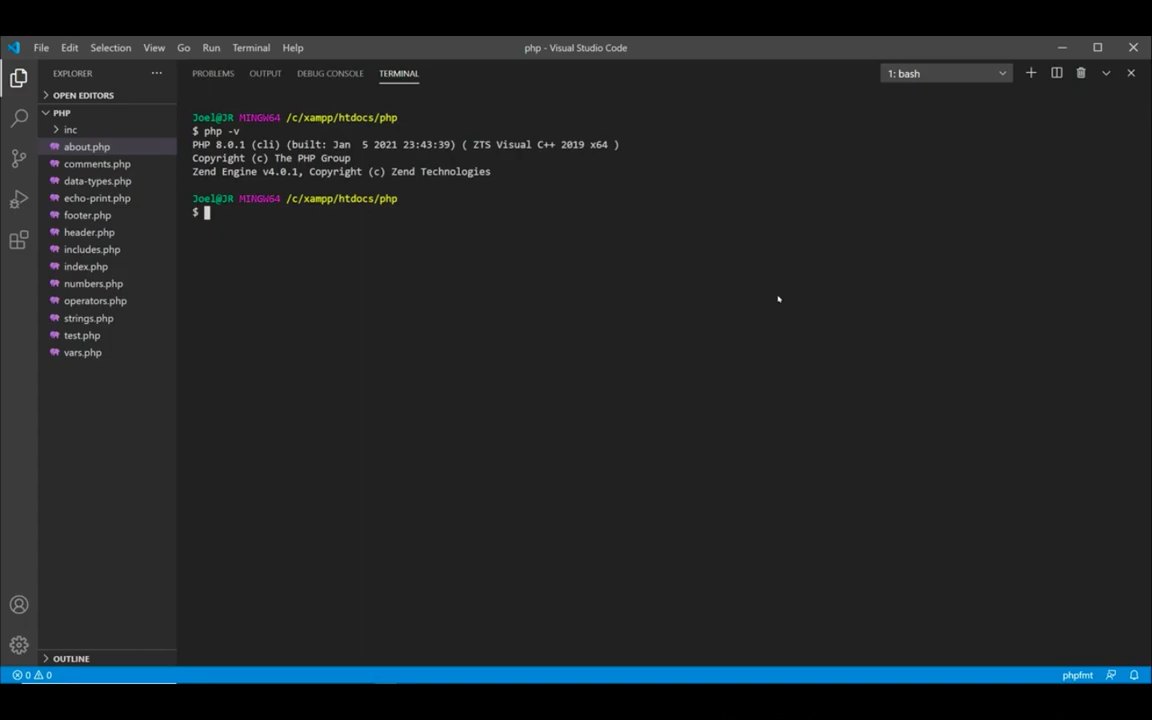 File Edit Selection View Go Run Terminal Help php - Visual Studio Code
EXPLORER ... PROBLEMS OUTPUT DEBUG CONSOLE TERMINAL 1: bash
OPEN EDITORS
PHP
inc
about.php
comments.php
data-types.php
echo-print.php
footer.php
header.php
includes.php
index.php
numbers.php
operators.php
strings.php
test.php
vars.php
Joel@JR MINGW64 /c/xampp/htdocs/php
$ php -v
PHP 8.0.1 (cli) (built: Jan  5 2021 23:43:39) ( ZTS Visual C++ 2019 x64 )
Copyright (c) The PHP Group
Zend Engine v4.0.1, Copyright (c) Zend Technologies
Joel@JR MINGW64 /c/xampp/htdocs/php
$
OUTLINE
0 0 phpfmt